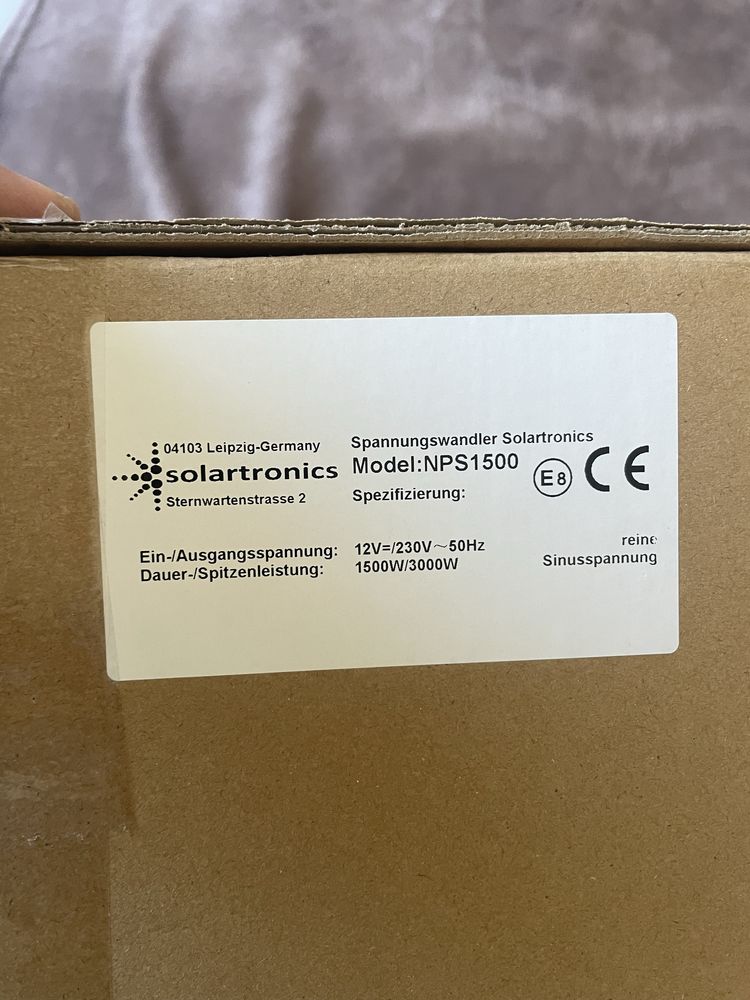 04103 Leipzig-Germany
solartronics
Sternwartenstrasse 2
Spannungswandler Solartronics
Model:NPS1500
Spezifizierung:
E8 CE
Ein-/Ausgangsspannung: 12V=/230V~50Hz
Dauer-/Spitzenleistung: 1500W/3000W
reine
Sinusspannung